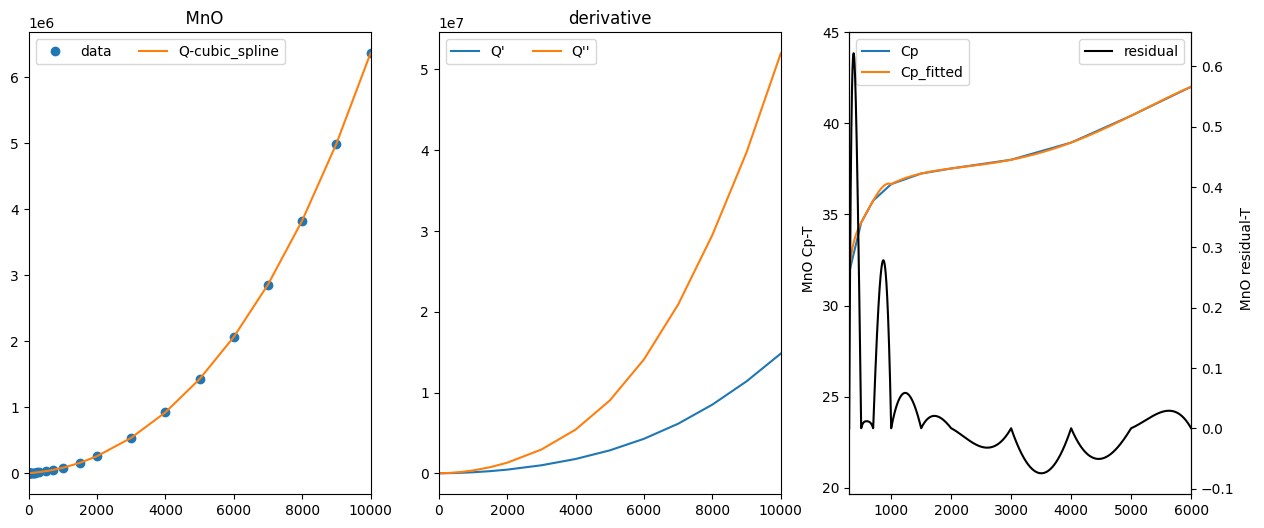 MnO
1e6
data
Q-cubic_spline
6
5
4
3
2
1
0
0 2000 4000 6000 8000 10000
derivative
1e7
Q'
Q''
5
4
3
2
1
0
0 2000 4000 6000 8000 10000
Cp
Cp_fitted
residual
MnO Cp-T
45
40
35
30
25
20
1000 2000 3000 4000 5000 6000
0.6
0.5
0.4
0.3
0.2
0.1
0.0
−0.1
MnO residual-T